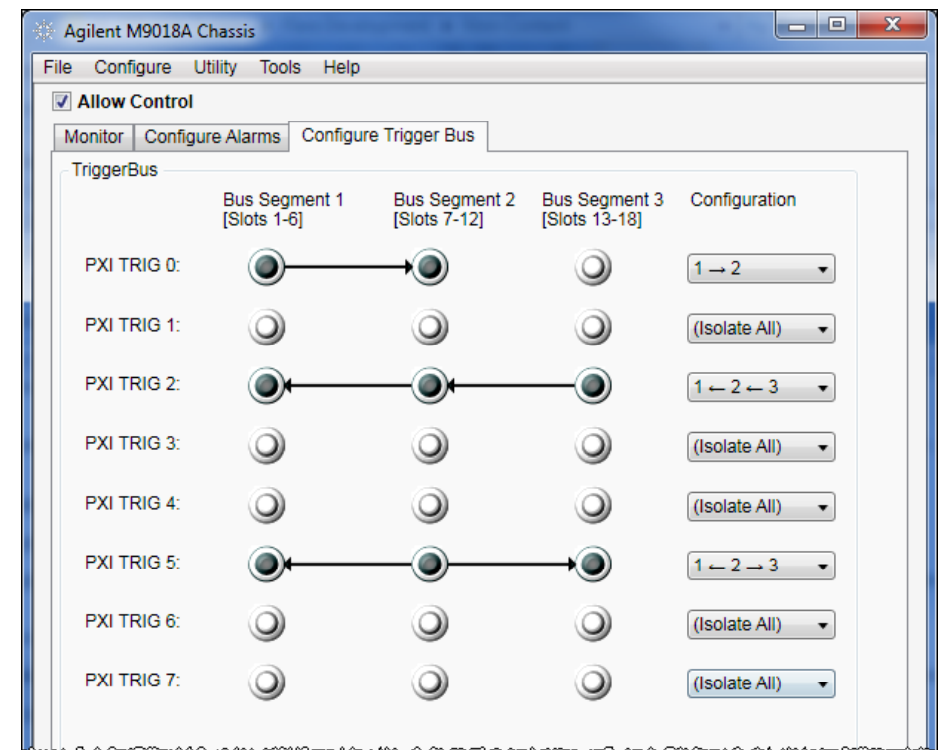 Agilent M9018A Chassis
File Configure Utility Tools Help
Allow Control
Monitor Configure Alarms Configure Trigger Bus
TriggerBus
Bus Segment 1 Bus Segment 2 Bus Segment 3 Configuration
[Slots 1-6] [Slots 7-12] [Slots 13-18]
PXI TRIG 0: 1 → 2
PXI TRIG 1: (Isolate All)
PXI TRIG 2: 1 ← 2 ← 3
PXI TRIG 3: (Isolate All)
PXI TRIG 4: (Isolate All)
PXI TRIG 5: 1 ← 2 → 3
PXI TRIG 6: (Isolate All)
PXI TRIG 7: (Isolate All)